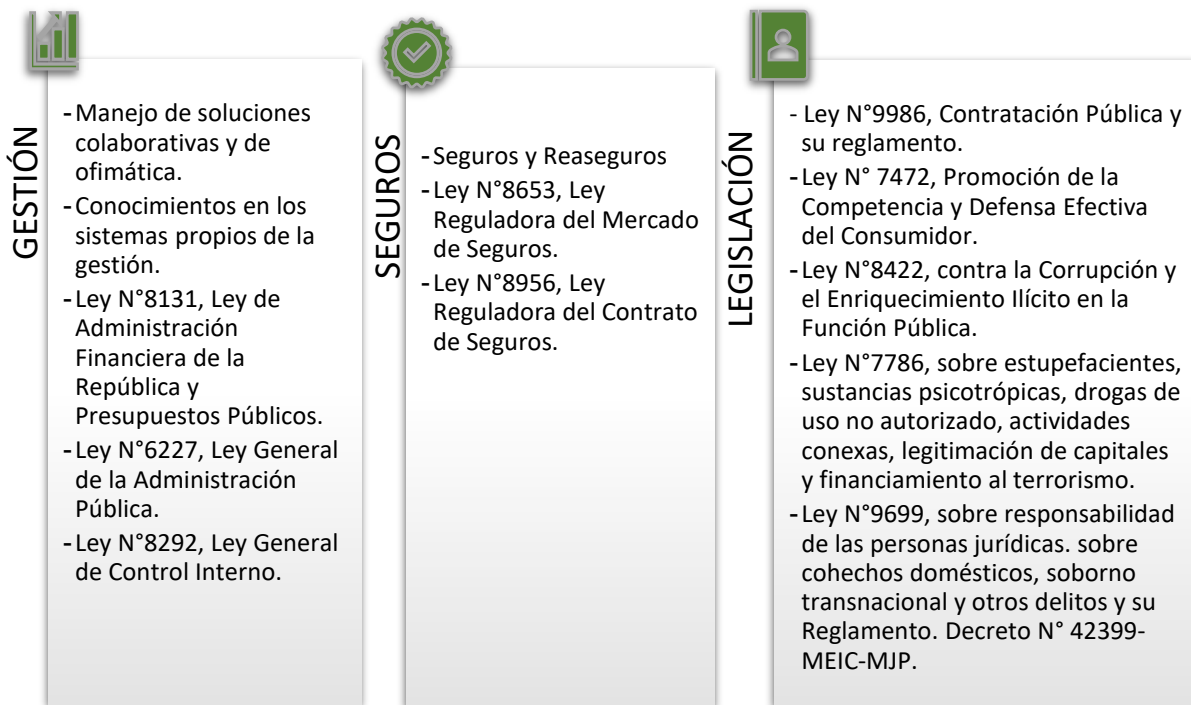 GESTIÓN
-Manejo de soluciones
colaborativas y de
ofimática.
-Conocimientos en los
sistemas propios de la
gestión.
-Ley N°8131, Ley de
Administración
Financiera de la
República y
Presupuestos Públicos.
-Ley N°6227, Ley General
de la Administración
Pública.
-Ley N°8292, Ley General
de Control Interno.
SEGUROS
-Seguros y Reaseguros
-Ley N°8653, Ley
Reguladora del Mercado
de Seguros.
-Ley N°8956, Ley
Reguladora del Contrato
de Seguros.
LEGISLACIÓN
- Ley N°9986, Contratación Pública y
su reglamento.
-Ley N° 7472, Promoción de la
Competencia y Defensa Efectiva
del Consumidor.
-Ley N°8422, contra la Corrupción y
el Enriquecimiento Ilícito en la
Función Pública.
-Ley N°7786, sobre estupefacientes,
sustancias psicotrópicas, drogas de
uso no autorizado, actividades
conexas, legitimación de capitales
y financiamiento al terrorismo.
-Ley N°9699, sobre responsabilidad
de las personas jurídicas. sobre
cohechos domésticos, soborno
transnacional y otros delitos y su
Reglamento. Decreto N° 42399-
MEIC-MJP.